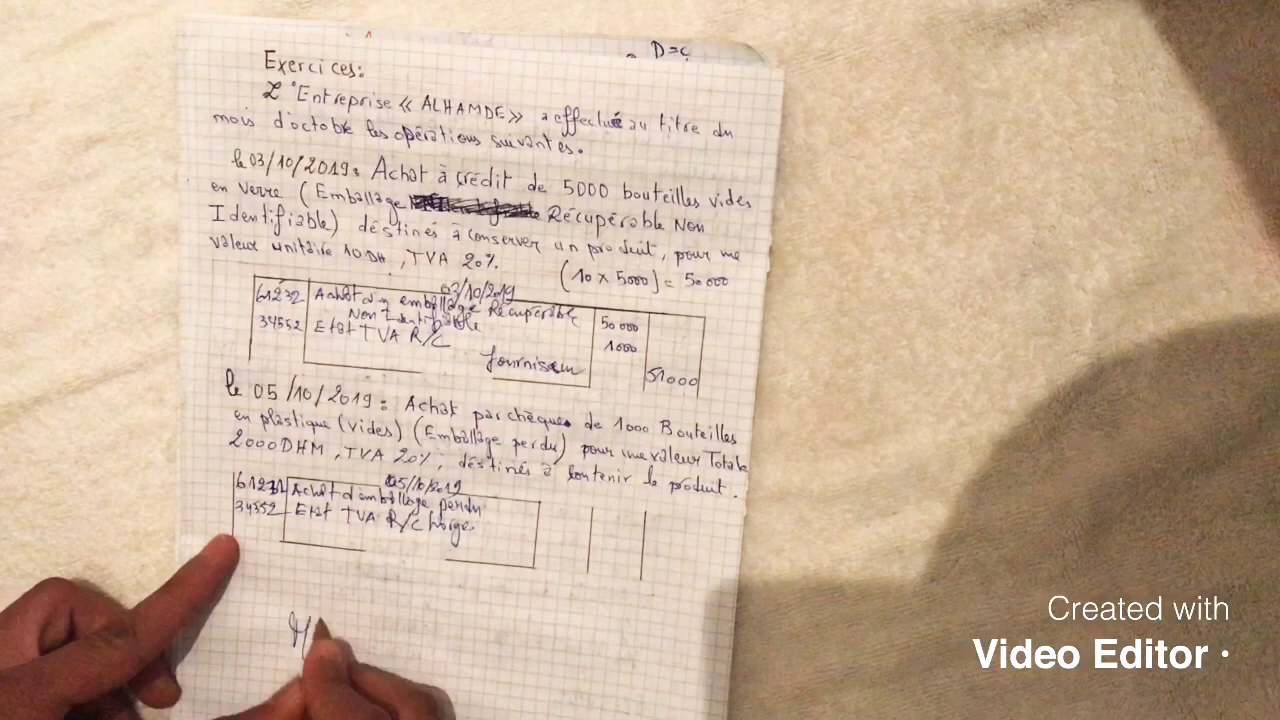 D=c
Exercices:
L'Entreprise « ALHAMDE » a effectué au titre du
mois d'octobre les opérations suivantes.
le 03/10/2019: Achat à crédit de 5000 bouteilles vides
en verre (Emballage Récupérable Non
Identifiable) déstinés à conserver un produit, pour une
valeur unitaire 10 DH, TVA 20%. (10 x 5000) = 50 000
03/10/2019
61232 Achat d'un emballage Récupérable
Non Identifiable 50 000
34552 Etat TVA R/C 1000
fournisseur 51000
le 05/10/2019: Achat par chèque de 1000 Bouteilles
en plastique (vides) (Emballage perdu) pour une valeur Totale
2000DHM, TVA 20%, déstinés à contenir le produit.
05/10/2019
61231 Achat d'emballage perdu
34552 Etat TVA R/charge
Created with
Video Editor